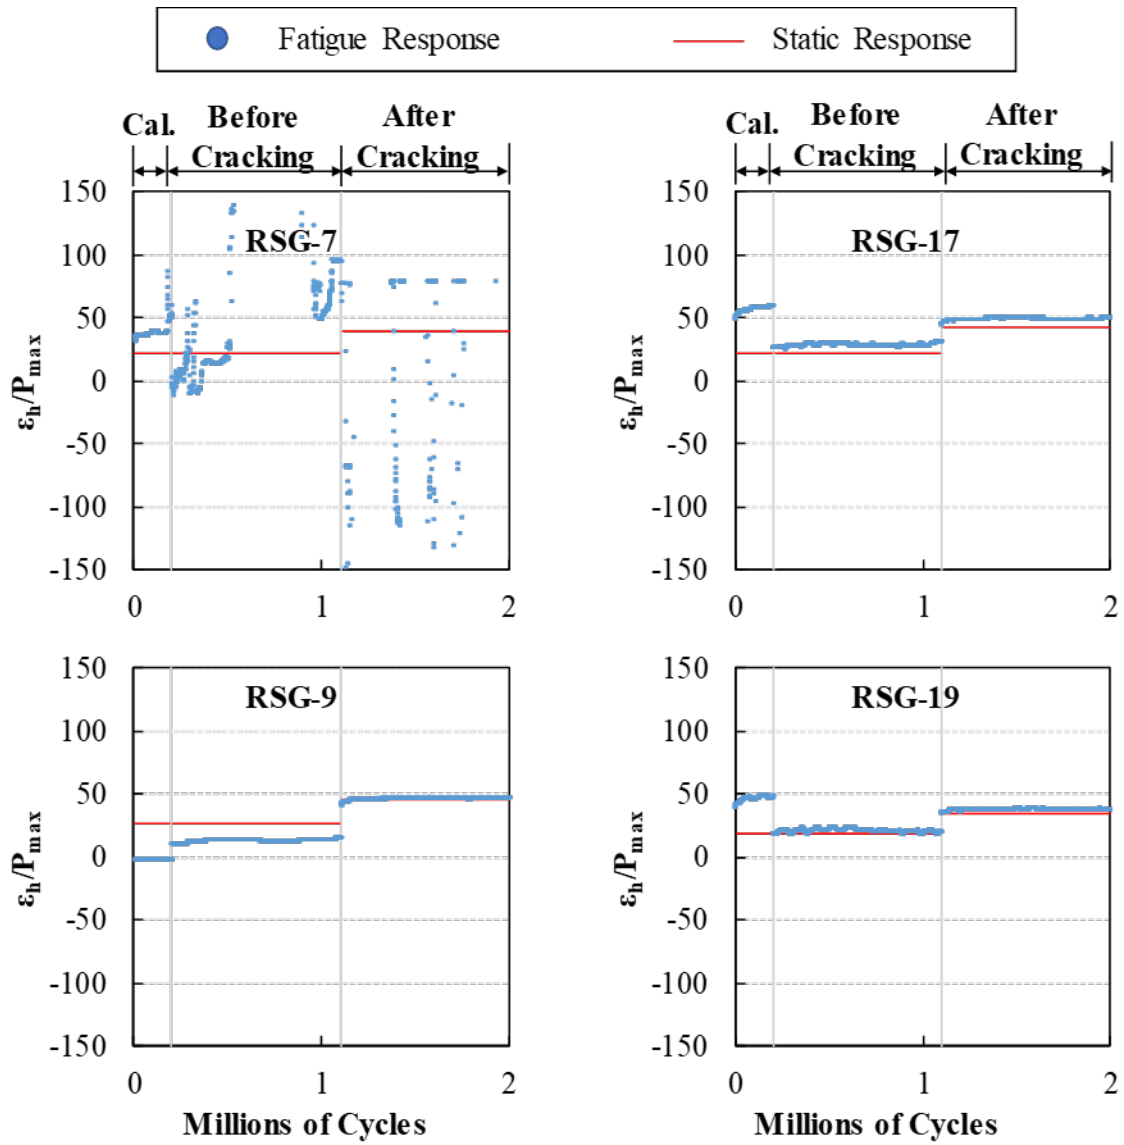 Fatigue Response
Static Response
Cal.
Before
Cracking
After
Cracking
Cal.
Before
Cracking
After
Cracking
150
100
50
0
-50
-100
-150
εh/Pmax
RSG-7
0
1
2
150
100
50
0
-50
-100
-150
εh/Pmax
RSG-17
0
1
2
150
100
50
0
-50
-100
-150
εh/Pmax
RSG-9
0
1
2
Millions of Cycles
150
100
50
0
-50
-100
-150
εh/Pmax
RSG-19
0
1
2
Millions of Cycles